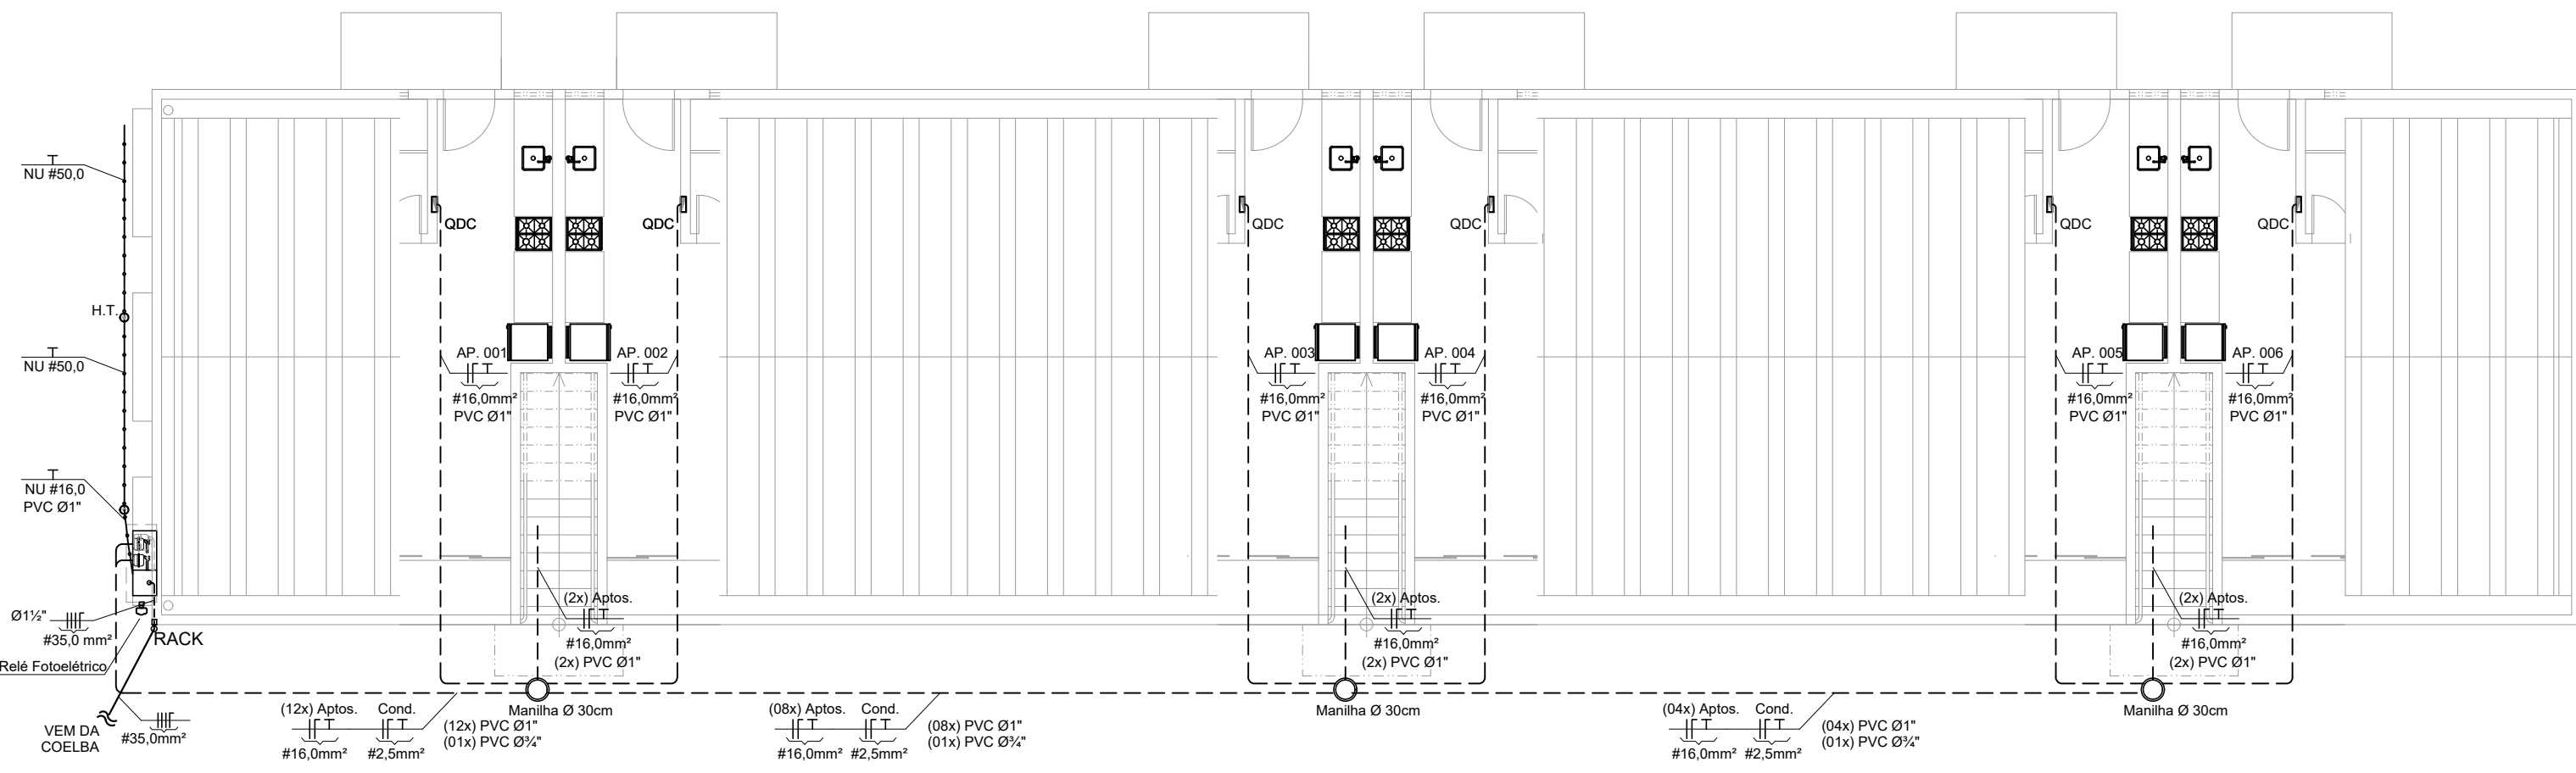 T
NU #50,0
H.T.
T
NU #50,0
T
NU #16,0
PVC Ø1"
Ø1½"
#35,0 mm²
RACK
Relé Fotoelétrico
VEM DA
COELBA
#35,0mm²
QDC
QDC
AP. 001
T
#16,0mm²
PVC Ø1"
AP. 002
T
#16,0mm²
PVC Ø1"
(2x) Aptos.
T
#16,0mm²
(2x) PVC Ø1"
Manilha Ø 30cm
(12x) Aptos.
T
#16,0mm²
Cond.
T
#2,5mm²
(12x) PVC Ø1"
(01x) PVC Ø¾"
QDC
QDC
AP. 003
T
#16,0mm²
PVC Ø1"
AP. 004
T
#16,0mm²
PVC Ø1"
(2x) Aptos.
T
#16,0mm²
(2x) PVC Ø1"
Manilha Ø 30cm
(08x) Aptos.
T
#16,0mm²
Cond.
T
#2,5mm²
(08x) PVC Ø1"
(01x) PVC Ø¾"
QDC
QDC
AP. 005
T
#16,0mm²
PVC Ø1"
AP. 006
T
#16,0mm²
PVC Ø1"
(2x) Aptos.
T
#16,0mm²
(2x) PVC Ø1"
Manilha Ø 30cm
(04x) Aptos.
T
#16,0mm²
Cond.
T
#2,5mm²
(04x) PVC Ø1"
(01x) PVC Ø¾"